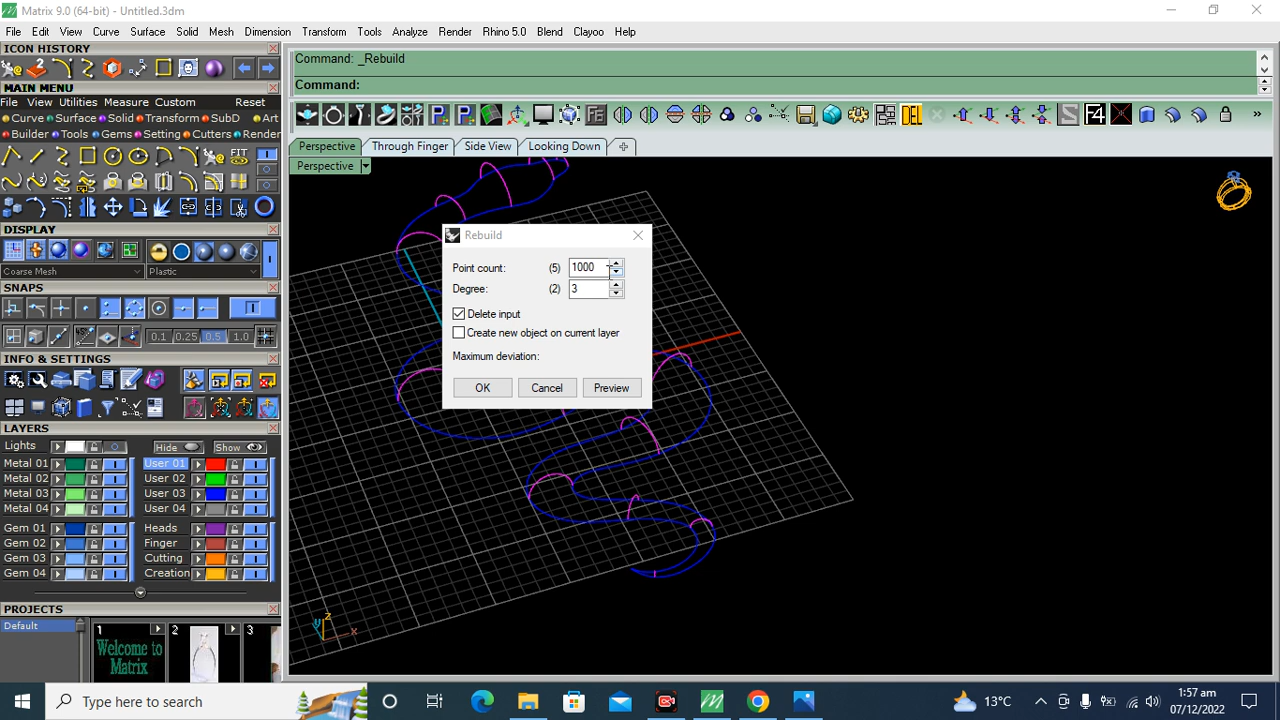 Matrix 9.0 (64-bit) - Untitled.3dm
File Edit View Curve Surface Solid Mesh Dimension Transform Tools Analyze Render Rhino 5.0 Blend Clayoo Help
ICON HISTORY
Command: _Rebuild
Command:
MAIN MENU
File View Utilities Measure Custom Reset
Curve Surface Solid Transform SubD Art
Builder Tools Gems Setting Cutters Render
FIT
P P FE DEL S F4 »
Perspective Through Finger Side View Looking Down
Perspective
DISPLAY
Coarse Mesh Plastic
SNAPS
0.1 0.25 0.5 1.0
INFO & SETTINGS
LAYERS
Lights Hide Show
Metal 01 User 01
Metal 02 User 02
Metal 03 User 03
Metal 04 User 04
Gem 01 Heads
Gem 02 Finger
Gem 03 Cutting
Gem 04 Creation
PROJECTS
Default
1 2 3
Welcome to Matrix
Rebuild
Point count: (5) 1000
Degree: (2) 3
Delete input
Create new object on current layer
Maximum deviation:
OK Cancel Preview
z
y
x
Type here to search
13°C
1:57 am
07/12/2022